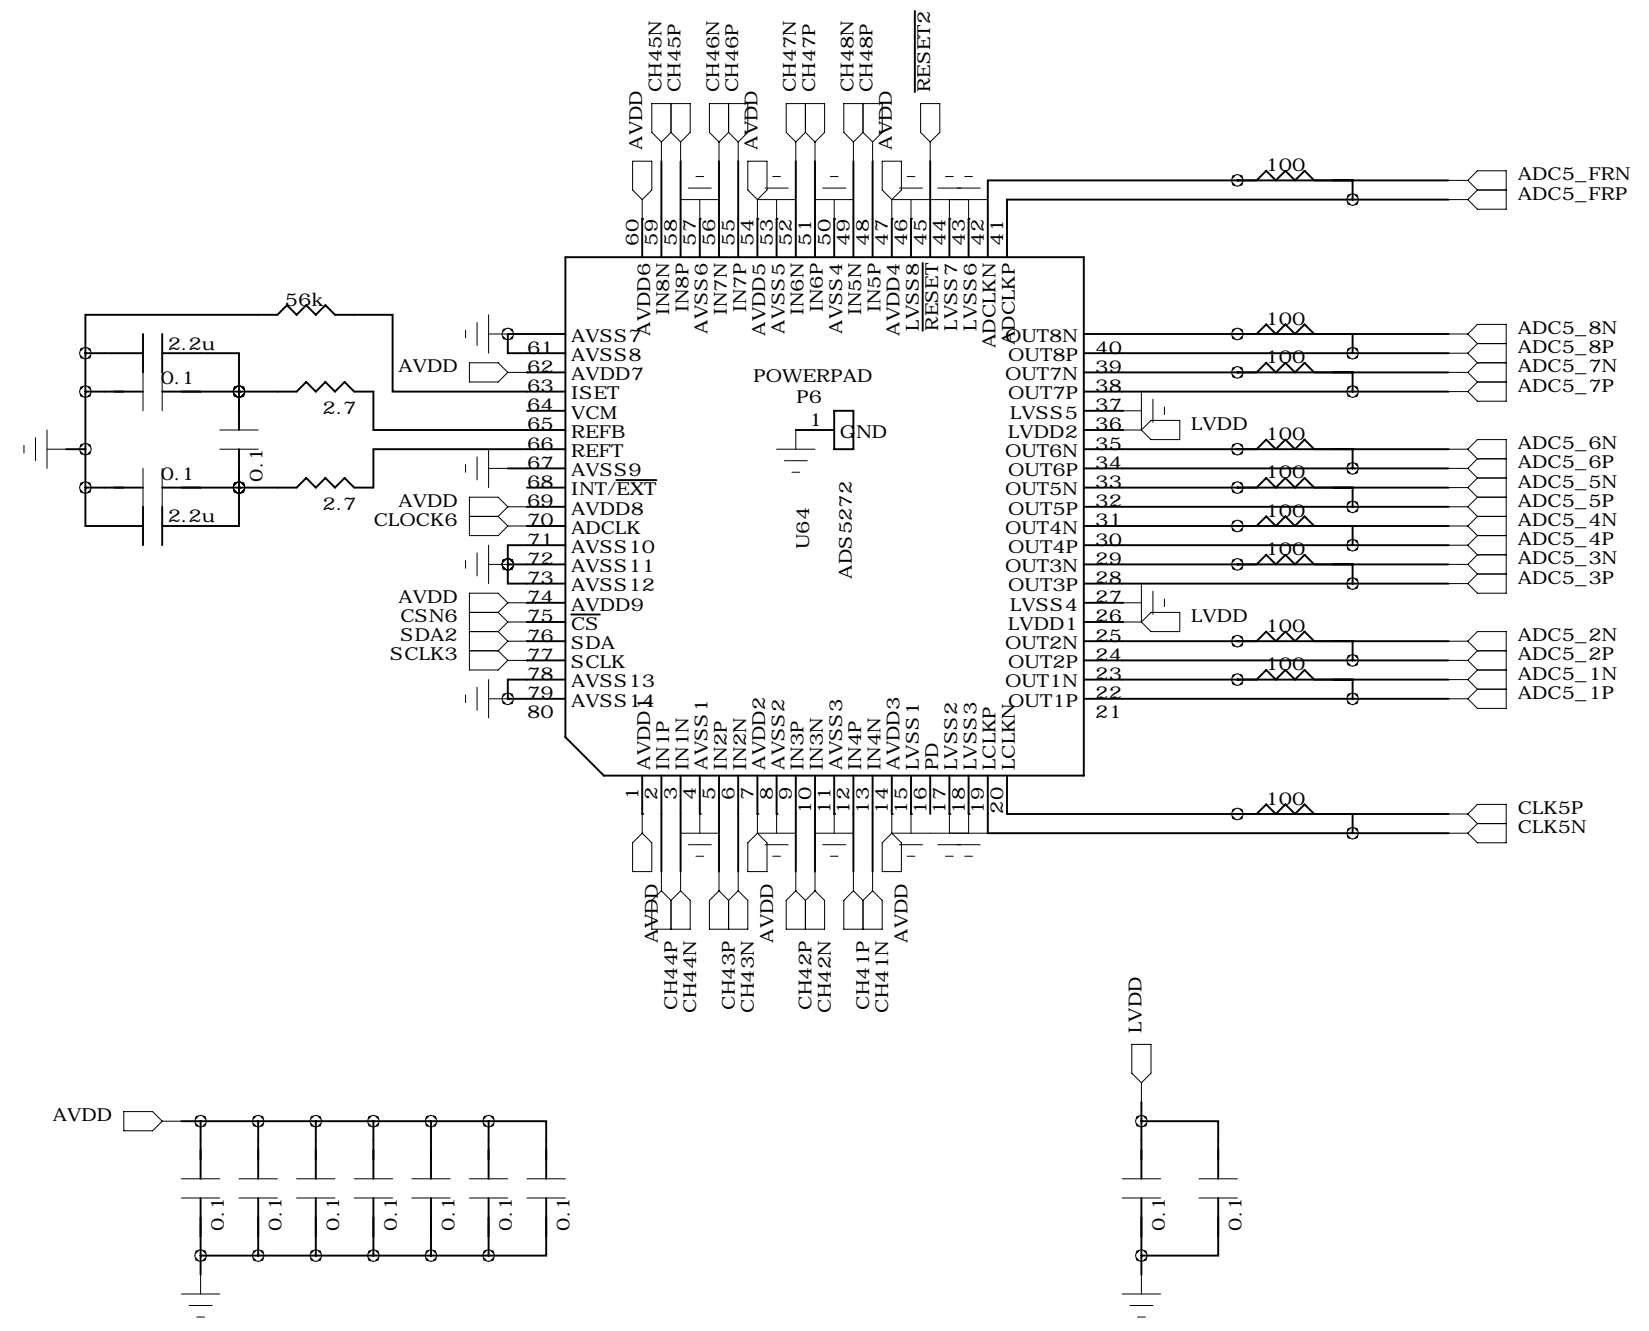 CH45N
CH45P
CH46N
CH46P
CH47N
CH47P
CH48N
CH48P
RESET2
AVDD
AVDD
AVDD
60
59
58
57
56
55
54
53
52
51
50
49
48
47
46
45
44
43
42
41
AVDD6
IN8N
IN8P
AVSS6
IN7N
IN7P
AVDD5
AVSS5
IN6N
IN6P
AVSS4
IN5N
IN5P
AVDD4
LVSS8
RESET
LVSS7
LVSS6
ADCLKN
ADCLKP
100
ADC5_FRN
ADC5_FRP
56k
2.2u
0.1
2.7
0.1
0.1
2.7
2.2u
AVDD
AVDD
CLOCK6
AVDD
CSN6
SDA2
SCLK3
61
62
63
64
65
66
67
68
69
70
71
72
73
74
75
76
77
78
79
80
AVSS7
AVSS8
AVDD7
ISET
VCM
REFB
REFT
AVSS9
INT/EXT
AVDD8
ADCLK
AVSS10
AVSS11
AVSS12
AVDD9
CS
SDA
SCLK
AVSS13
AVSS14
POWERPAD
P6
1
GND
U64
ADS5272
OUT8N
OUT8P
OUT7N
OUT7P
LVSS5
LVDD2
OUT6N
OUT6P
OUT5N
OUT5P
OUT4N
OUT4P
OUT3N
OUT3P
LVSS4
LVDD1
OUT2N
OUT2P
OUT1N
OUT1P
40
39
38
37
36
35
34
33
32
31
30
29
28
27
26
25
24
23
22
21
100
100
LVDD
100
100
100
100
LVDD
100
100
ADC5_8N
ADC5_8P
ADC5_7N
ADC5_7P
ADC5_6N
ADC5_6P
ADC5_5N
ADC5_5P
ADC5_4N
ADC5_4P
ADC5_3N
ADC5_3P
ADC5_2N
ADC5_2P
ADC5_1N
ADC5_1P
AVDD1
IN1P
IN1N
AVSS1
IN2P
IN2N
AVDD2
AVSS2
IN3P
IN3N
AVSS3
IN4P
IN4N
AVDD3
LVSS1
PD
LVSS2
LVSS3
LCLKP
LCLKN
1
2
3
4
5
6
7
8
9
10
11
12
13
14
15
16
17
18
19
20
100
CLK5P
CLK5N
AVDD
AVDD
AVDD
CH44P
CH44N
CH43P
CH43N
CH42P
CH42N
CH41P
CH41N
AVDD
0.1
0.1
0.1
0.1
0.1
0.1
0.1
LVDD
0.1
0.1